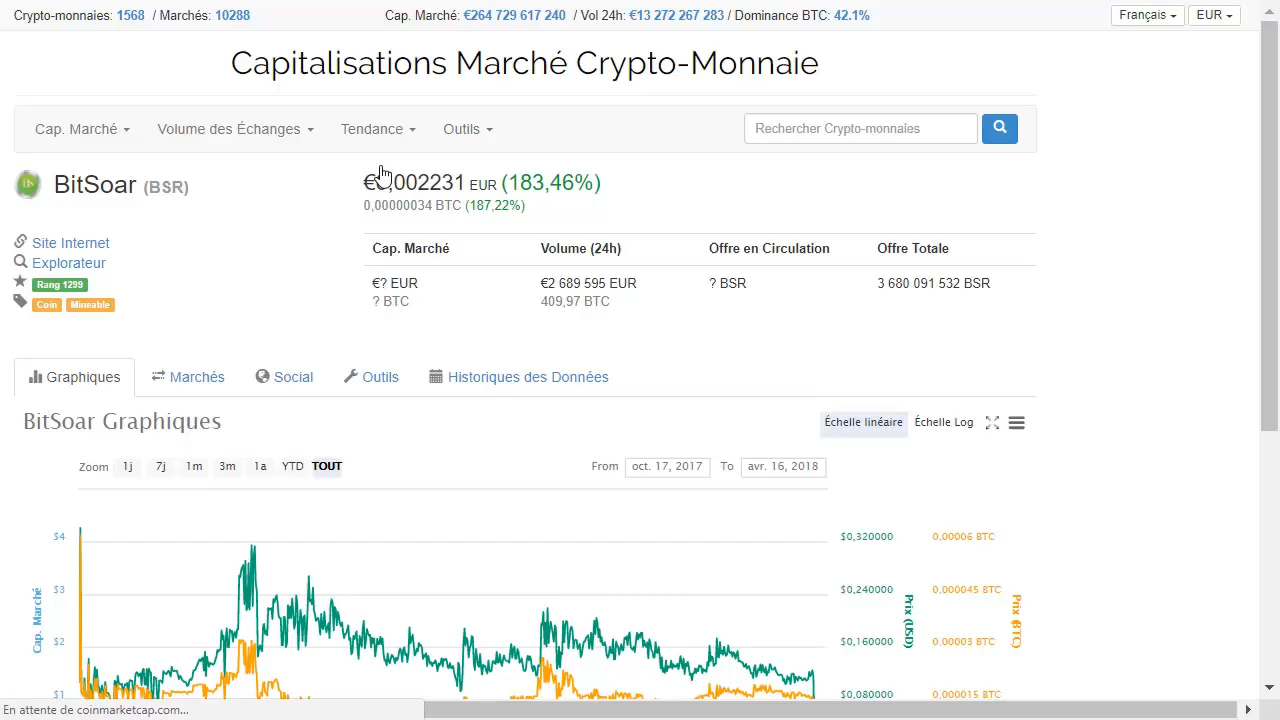 Crypto-monnaies: 1568 / Marchés: 10288
Cap. Marché: €264 729 617 240 / Vol 24h: €13 272 267 283 / Dominance BTC: 42.1%
Français EUR
Capitalisations Marché Crypto-Monnaie
Cap. Marché Volume des Échanges Tendance Outils
Rechercher Crypto-monnaies
BitSoar (BSR)
002231 EUR (183,46%)
0,00000034 BTC (187,22%)
Site Internet
Explorateur
Rang 1299
Coin Mineable
Cap. Marché Volume (24h) Offre en Circulation Offre Totale
€? EUR €2 689 595 EUR ? BSR 3 680 091 532 BSR
? BTC 409,97 BTC
Graphiques Marchés Social Outils Historiques des Données
BitSoar Graphiques
Échelle linéaire Échelle Log
Zoom 1j 7j 1m 3m 1a YTD TOUT
From oct. 17, 2017 To avr. 16, 2018
$4 $0,320000 0,00006 BTC
$3 $0,240000 0,000045 BTC
$2 $0,160000 0,00003 BTC
$1 $0,080000 0,000015 BTC
Cap. Marché
Prix (USD)
Prix (BTC)
En attente de coinmarketcap.com...